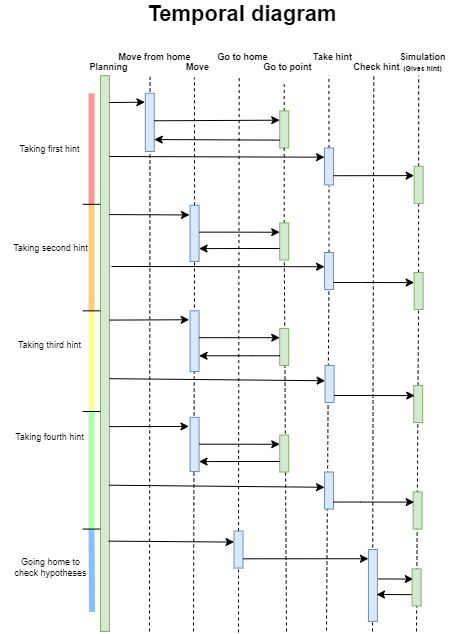 Temporal diagram
Move from home
Go to home
Take hint
Simulation
Planning
Move
Go to point
Check hint
(Gives hint)
Taking first hint
Taking second hint
Taking third hint
Taking fourth hint
Going home to
check hypotheses